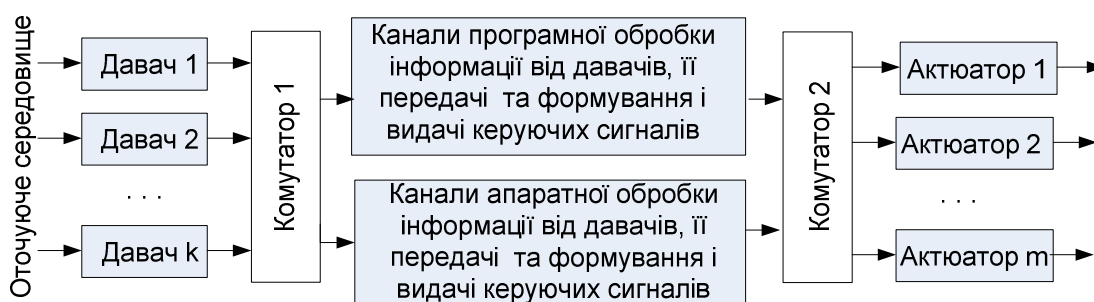 Оточуюче середовище
Давач 1
Давач 2
. . .
Давач k
Комутатор 1
Канали програмної обробки
інформації від давачів, її
передачі та формування і
видачі керуючих сигналів
Канали апаратної обробки
інформації від давачів, її
передачі та формування і
видачі керуючих сигналів
Комутатор 2
Актюатор 1
Актюатор 2
. . .
Актюатор m